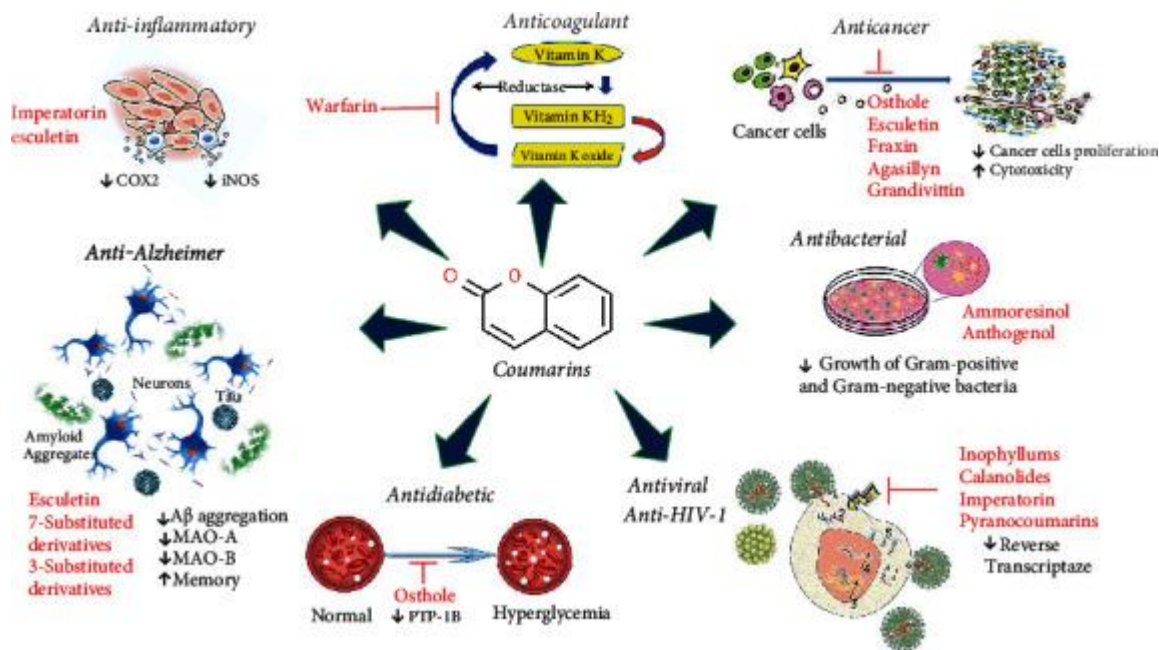 Anti-inflammatory
Imperatorin
esculetin
↓ COX2 ↓ iNOS
Anticoagulant
Vitamin K
Reductase
Warfarin
Vitamin KH₂
Vitamin K oxide
Anticancer
Cancer cells
Osthole
Esculetin
Fraxin
Agasillyn
Grandivittin
↓ Cancer cells proliferation
↑ Cytotoxicity
Anti-Alzheimer
Neurons
Tau
Amyloid
Aggregates
Esculetin
7-Substituted
derivatives
3-Substituted
derivatives
↓Aβ aggregation
↓MAO-A
↓MAO-B
↑Memory
O
O
Coumarins
Antibacterial
Ammoresinol
Anthogenol
↓ Growth of Gram-positive
and Gram-negative bacteria
Antidiabetic
Normal
Osthole
↓ PTP-1B
Hyperglycemia
Antiviral
Anti-HIV-1
Inophyllums
Calanolides
Imperatorin
Pyranocoumarins
↓ Reverse
Transcriptaze